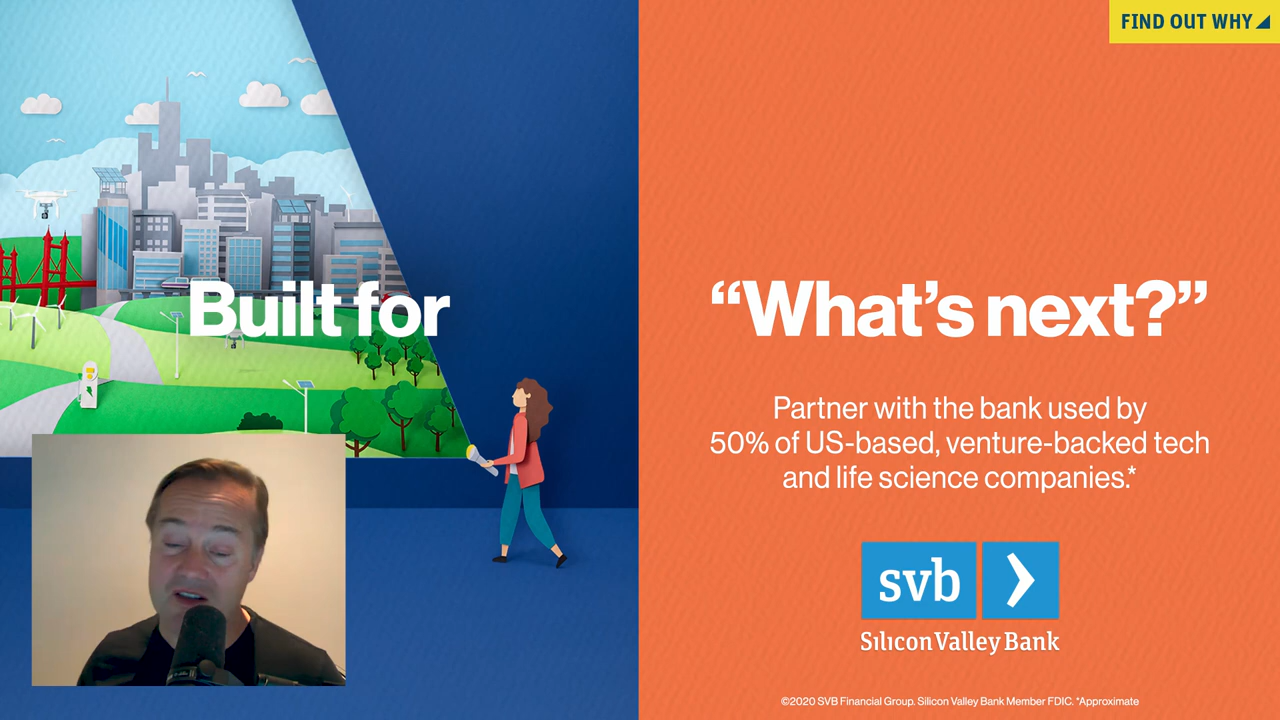 FIND OUT WHY
Built for
“What’s next?”
Partner with the bank used by
50% of US-based, venture-backed tech
and life science companies.*
svb
Silicon Valley Bank
©2020 SVB Financial Group. Silicon Valley Bank Member FDIC. *Approximate